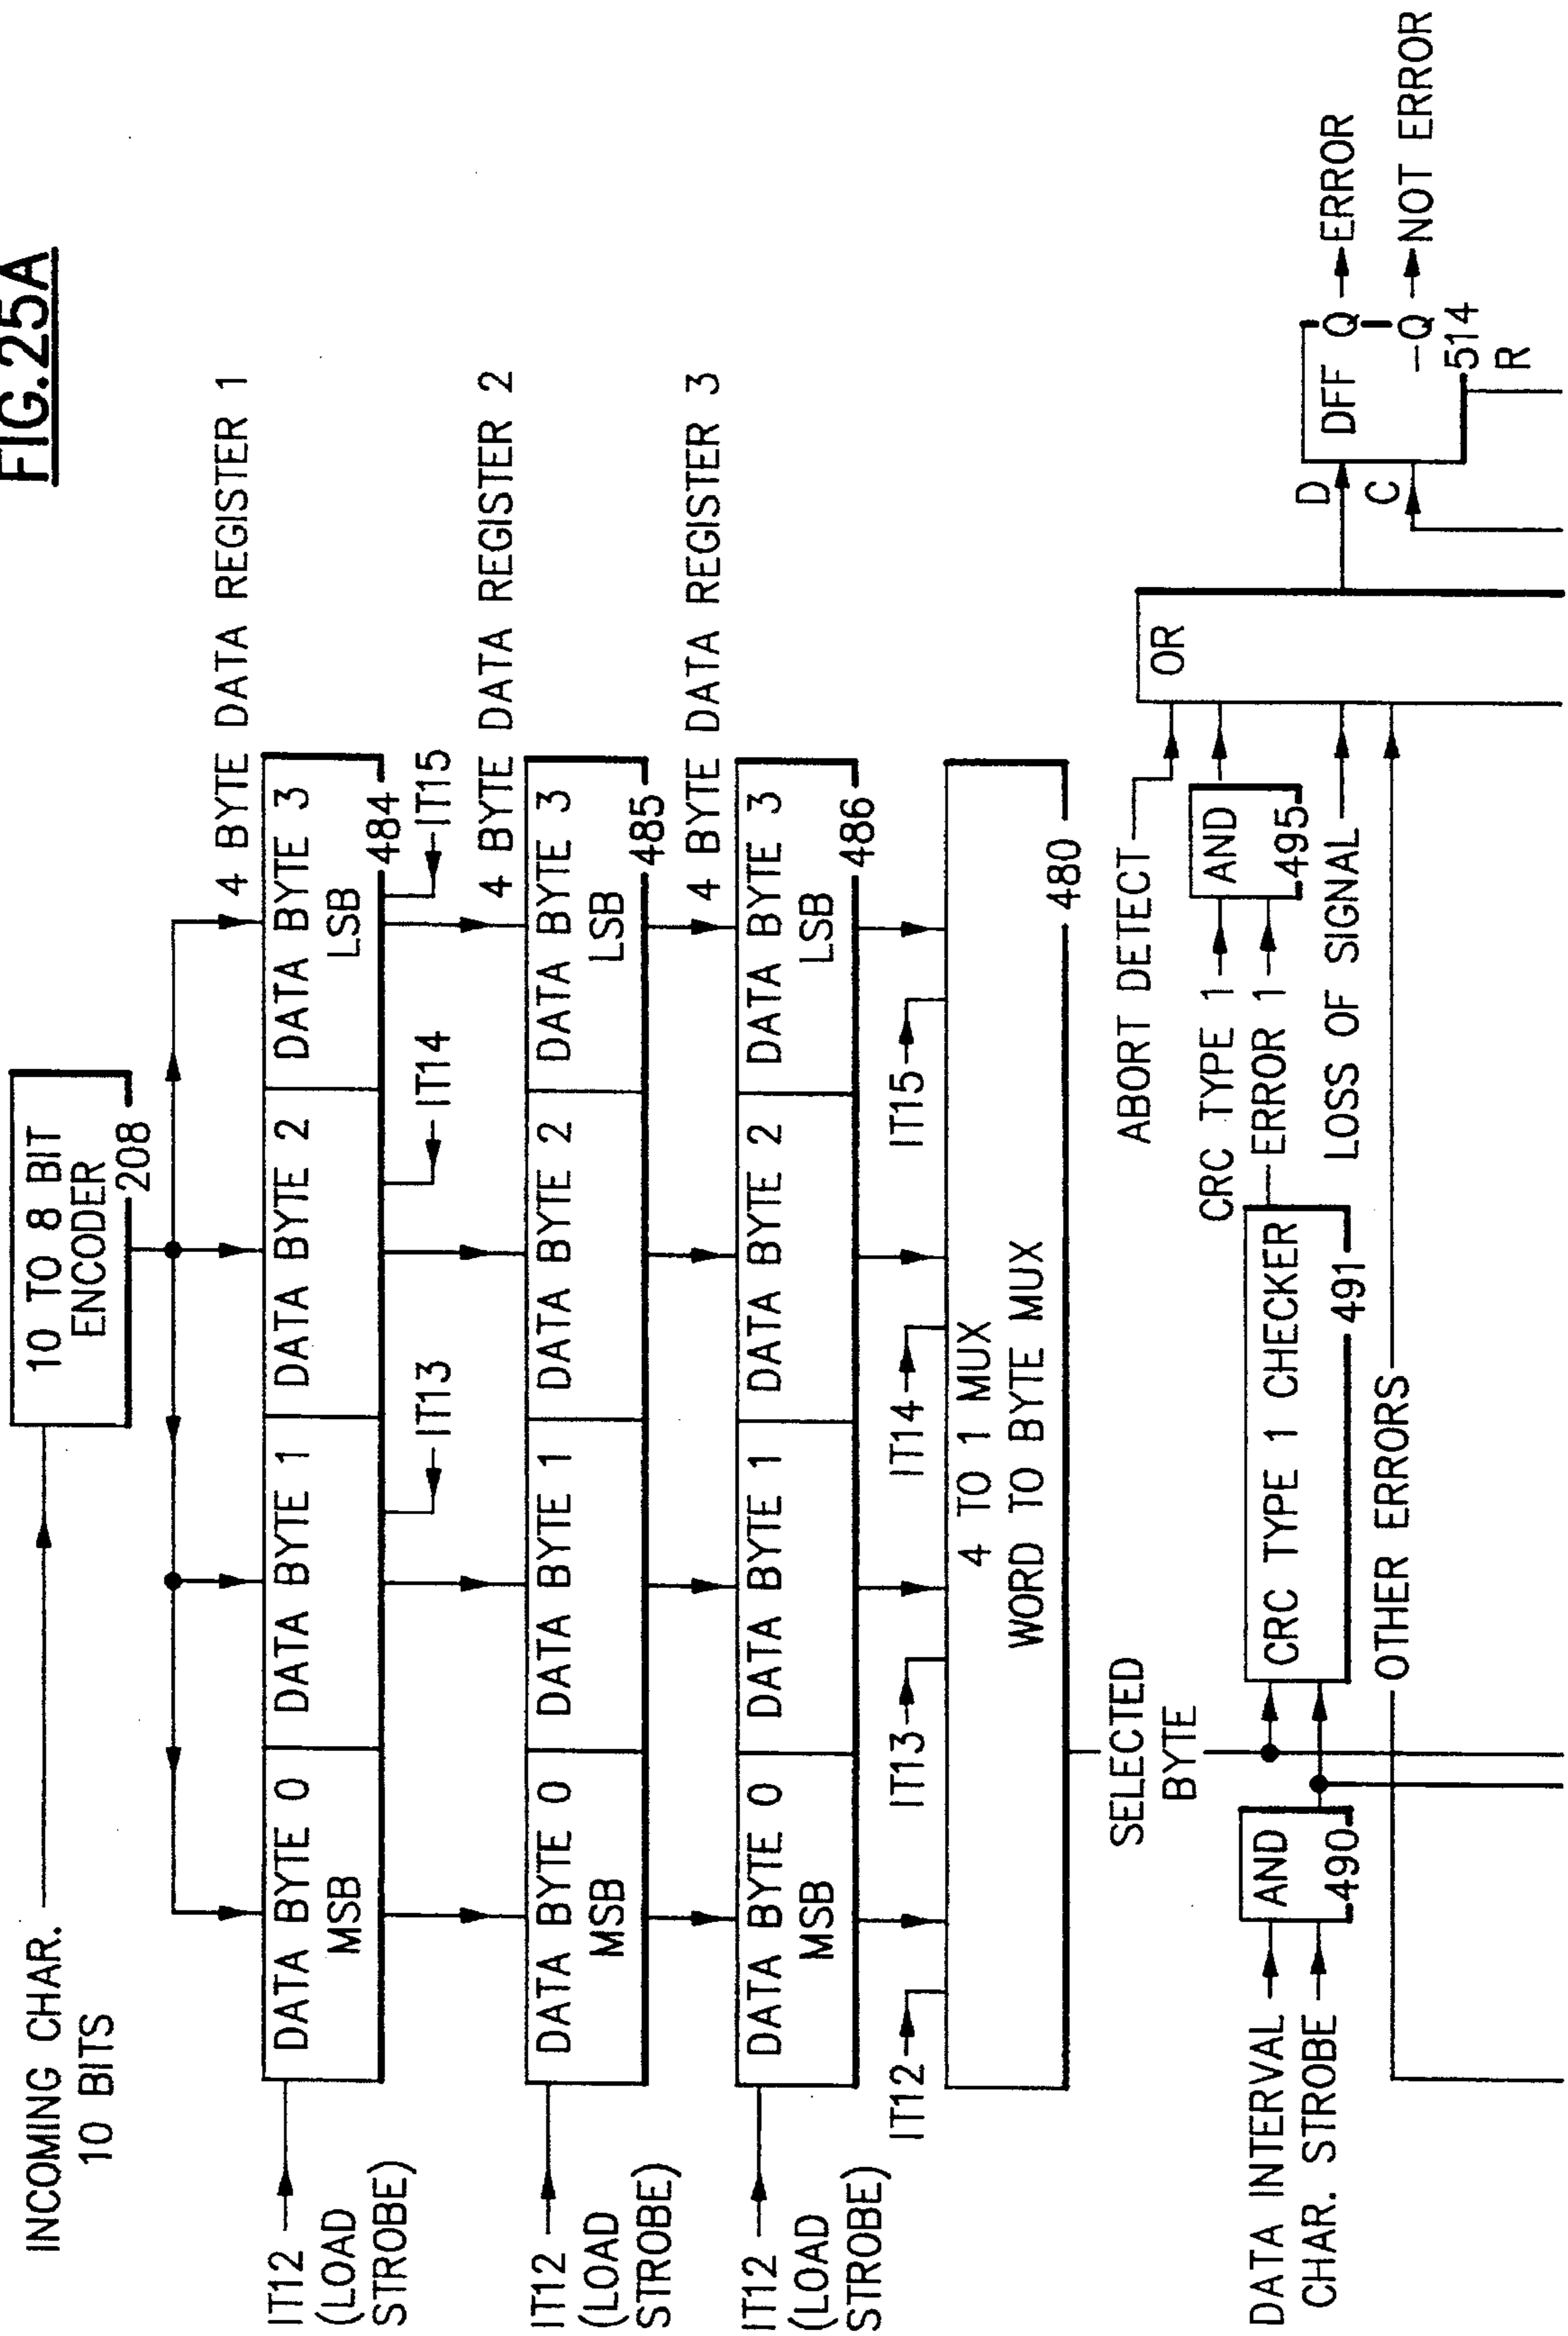 FIG.25A
INCOMING CHAR.
10 BITS
10 TO 8 BIT
ENCODER
208
4 BYTE DATA REGISTER 1
IT12
(LOAD
STROBE)
DATA BYTE 0
MSB
DATA BYTE 1
DATA BYTE 2
DATA BYTE 3
LSB
484
IT13
IT14
IT15
4 BYTE DATA REGISTER 2
IT12
(LOAD
STROBE)
DATA BYTE 0
MSB
DATA BYTE 1
DATA BYTE 2
DATA BYTE 3
LSB
485
4 BYTE DATA REGISTER 3
IT12
(LOAD
STROBE)
DATA BYTE 0
MSB
DATA BYTE 1
DATA BYTE 2
DATA BYTE 3
LSB
486
IT12
IT13
IT14
IT15
4 TO 1 MUX
WORD TO BYTE MUX
480
SELECTED
BYTE
DATA INTERVAL
CHAR. STROBE
AND
490
CRC TYPE 1 CHECKER
491
OTHER ERRORS
ABORT DETECT
CRC TYPE 1
ERROR 1
AND
495
LOSS OF SIGNAL
OR
D
C
DFF
Q
-Q
514
R
ERROR
NOT ERROR